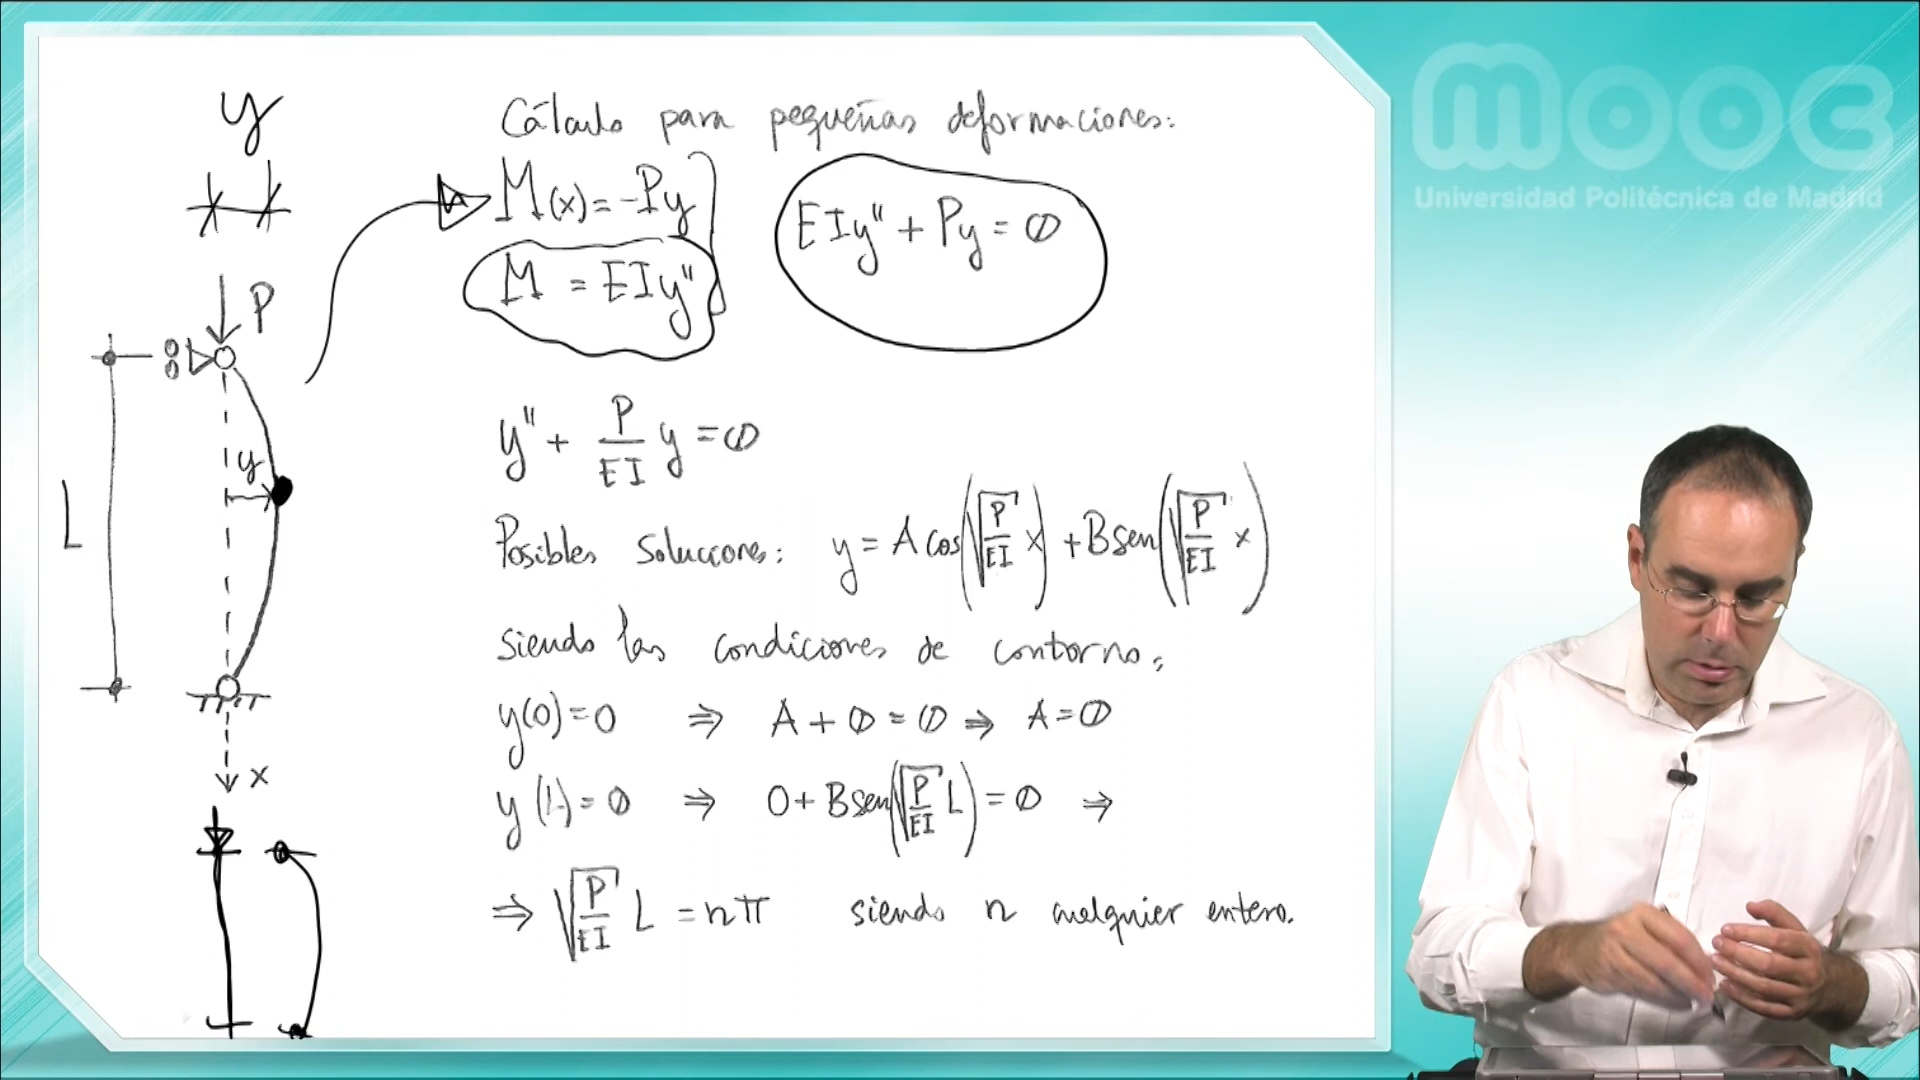 y
Cálculo para pequeñas deformaciones:
M(x) = -Py
M = EIy"
EIy" + Py = 0
P
y
L
x
y" + P/EI y = 0
Posibles soluciones: y = A cos(√(P/EI) x) + B sen(√(P/EI) x)
siendo las condiciones de contorno:
y(0) = 0 ⇒ A + 0 = 0 ⇒ A = 0
y(L) = 0 ⇒ 0 + B sen(√(P/EI) L) = 0 ⇒
⇒ √(P/EI) L = nπ siendo n cualquier entero.
mooc
Universidad Politécnica de Madrid